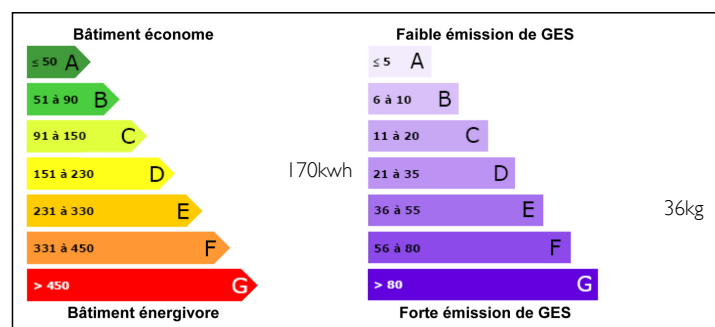 Bâtiment économe
≤ 50 A
51 à 90 B
91 à 150 C
151 à 230 D
170kwh
231 à 330 E
331 à 450 F
> 450 G
Bâtiment énergivore
Faible émission de GES
≤ 5 A
6 à 10 B
11 à 20 C
21 à 35 D
36 à 55 E
36kg
56 à 80 F
> 80 G
Forte émission de GES